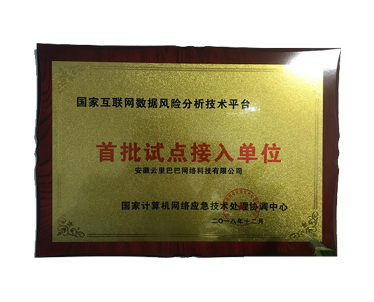 国家互联网数据风险分析技术平台
首批试点接入单位
安徽云里巴巴网络科技有限公司
国家计算机网络应急技术处理协调中心
二〇一八年十二月